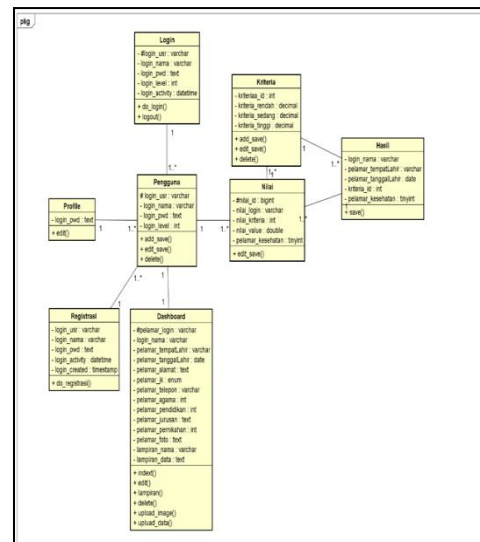 pkg
Login
- #login_usr : varchar
- login_nama : varchar
- login_pwd : text
- login_level : int
- login_activity : datetime
+ do_login()
+ logout()
1
1..*
Kriteria
- kriteriaa_id : int
- kriteria_rendah : decimal
- kriteria_sedang : decimal
- kriteria_tinggi : decimal
+ add_save()
+ edit_save()
+ delete()
1
1
1..*
Hasil
- login_nama : varchar
- pelamar_tempatLahir : varchar
- pelamar_tanggalLahir : date
- kriteria_id : int
- pelamar_kesehatan : tinyint
+ save()
1..*
Nilai
- #nilai_id : bigint
- nilai_login : varchar
- nilai_kriteria : int
- nilai_value : double
- pelamar_kesehatan : tinyint
+ edit_save()
Pengguna
# login_usr : varchar
- login_nama : varchar
- login_pwd : text
- login_level : int
+ add_save()
+ edit_save()
+ delete()
1
1..*
Profile
- login_pwd : text
+ edit()
1
1..*
1..*
1
1..*
1
Registrasi
- login_usr : varchar
- login_nama : varchar
- login_pwd : text
- login_activity : datetime
- login_created : timestamp
+ do_registrasi()
Dashboard
- #pelamar_login : varchar
- login_nama : varchar
- pelamar_tempatLahir : varchar
- pelamar_tanggalLahir : date
- pelamar_alamat : text
- pelamar_jk : enum
- pelamar_telepon : varchar
- pelamar_agama : int
- pelamar_pendidikan : int
- pelamar_jurusan : text
- pelamar_pernikahan : int
- pelamar_foto : text
- lampiran_nama : varchar
- lampiran_data : text
+ edit()
+ lampiran()
+ delete()
+ upload_image()